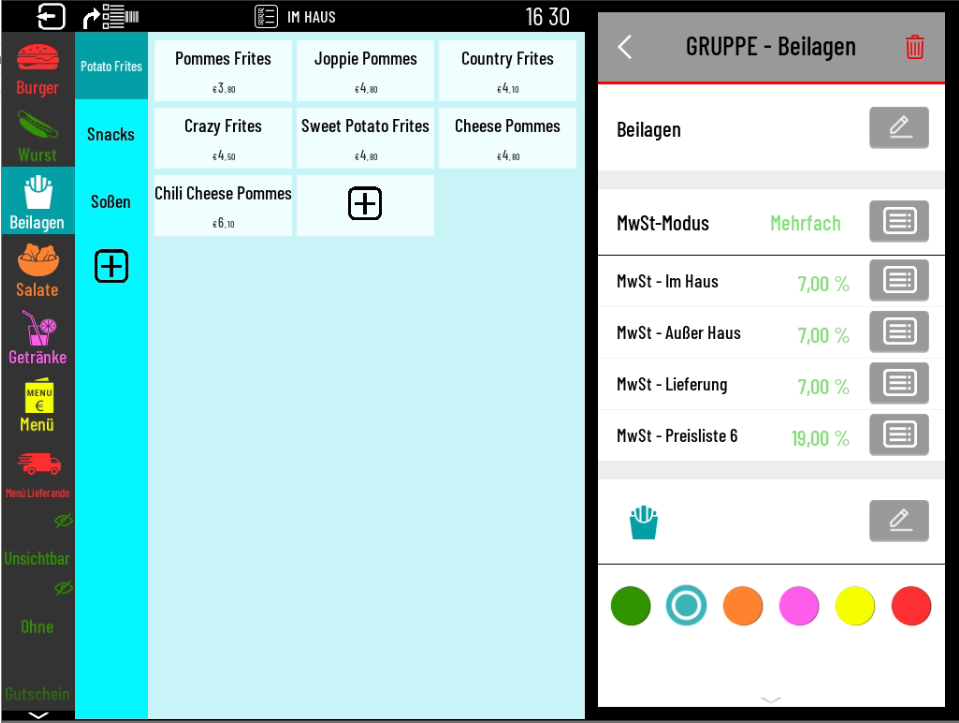 IM HAUS
16 30
Burger
Wurst
Beilagen
Salate
Getränke
MENU
€
Menü
Menü Lieferando
Unsichtbar
Ohne
Gutschein
Potato Frites
Snacks
Soßen
Pommes Frites
€3,80
Joppie Pommes
€4,80
Country Frites
€4,10
Crazy Frites
€4,50
Sweet Potato Frites
€4,80
Cheese Pommes
€4,80
Chili Cheese Pommes
€6,10
GRUPPE - Beilagen
Beilagen
MwSt-Modus Mehrfach
MwSt - Im Haus 7,00 %
MwSt - Außer Haus 7,00 %
MwSt - Lieferung 7,00 %
MwSt - Preisliste 6 19,00 %